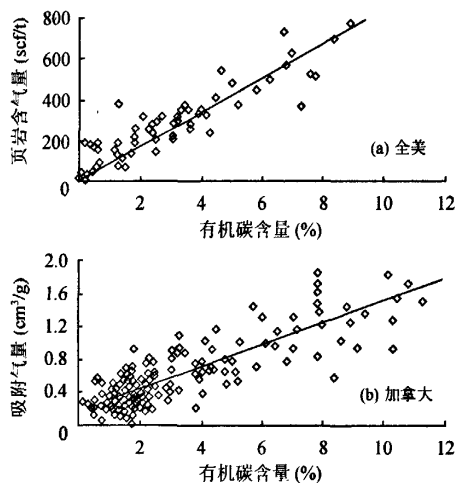 800
600
400
200
0
页岩含气量 (scf/t)
(a) 全美
2 4 6 8 10 12
有机碳含量 (%)
2.0
1.6
1.2
0.8
0.4
0
吸附气量 (cm³/g)
(b) 加拿大
2 4 6 8 10 12
有机碳含量 (%)